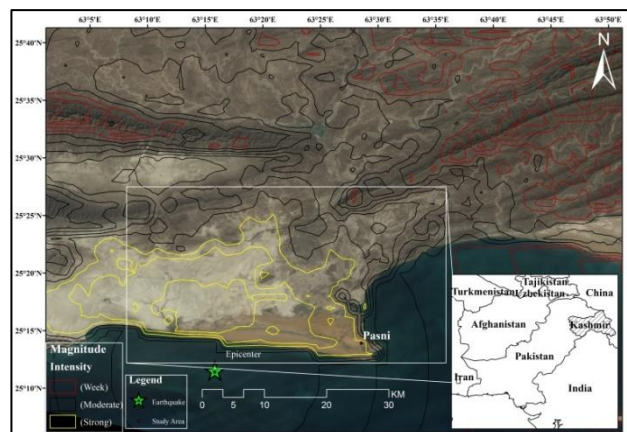 63°5'E 63°10'E 63°15'E 63°20'E 63°25'E 63°30'E 63°35'E 63°40'E 63°45'E 63°50'E
25°40'N
N
25°35'N
25°30'N
25°25'N
25°20'N
25°15'N
25°10'N
Pasni
Epicenter
Magnitude
Intensity
(Week)
(Moderate)
(Strong)
Legend
Earthquake
Study Area
0 5 10 20 30
KM
Tajikistan
Turkmenistan
Uzbekistan
China
Afghanistan
Kashmir
Pakistan
Iran
India